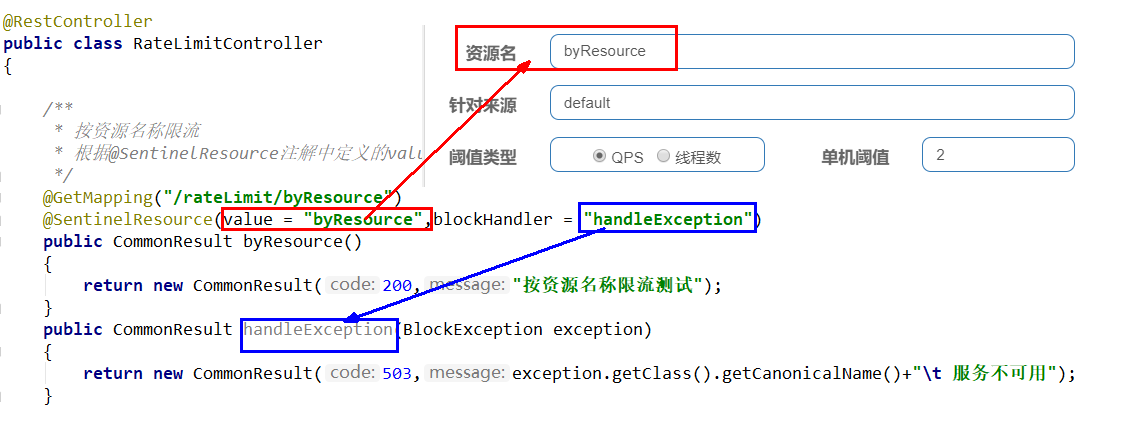 @RestController
public class RateLimitController
{
资源名 byResource
针对来源 default
阈值类型 QPS 线程数 单机阈值 2
/**
* 按资源名称限流
* 根据@SentinelResource注解中定义的valu
*/
@GetMapping("/rateLimit/byResource")
@SentinelResource(value = "byResource",blockHandler = "handleException")
public CommonResult byResource()
{
return new CommonResult( code: 200, message: "按资源名称限流测试");
}
public CommonResult handleException(BlockException exception)
{
return new CommonResult( code: 503, message: exception.getClass().getCanonicalName()+"\t 服务不可用");
}